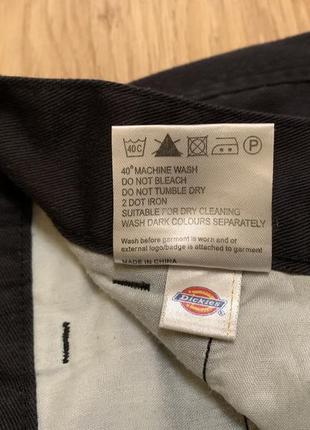 40C P
40° MACHINE WASH
DO NOT BLEACH
DO NOT TUMBLE DRY
2 DOT IRON
SUITABLE FOR DRY CLEANING
WASH DARK COLOURS SEPARATELY
Wash before garment is worn and or
external logo/badge is attached to garment
MADE IN CHINA
Dickies